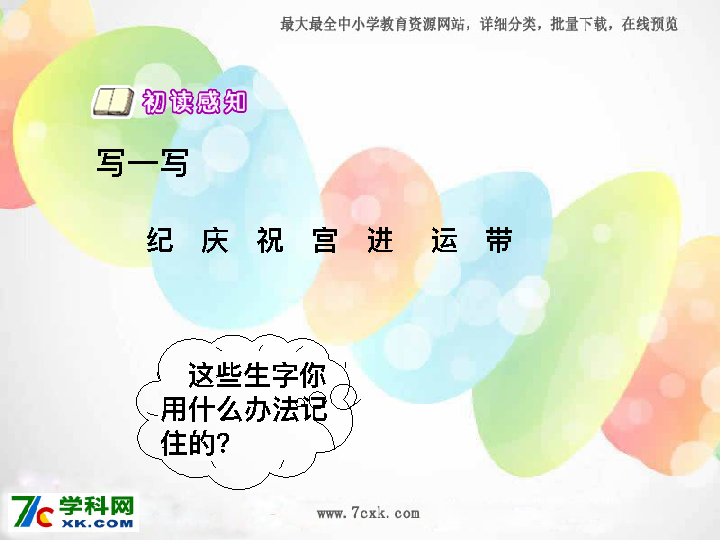 最大最全中小学教育资源网站，详细分类，批量下载，在线预览
初读感知
写一写
纪 庆 祝 宫 进 运 带
这些生字你
用什么办法记
住的？
7c 学科网
XK.COM
www.7cxk.com